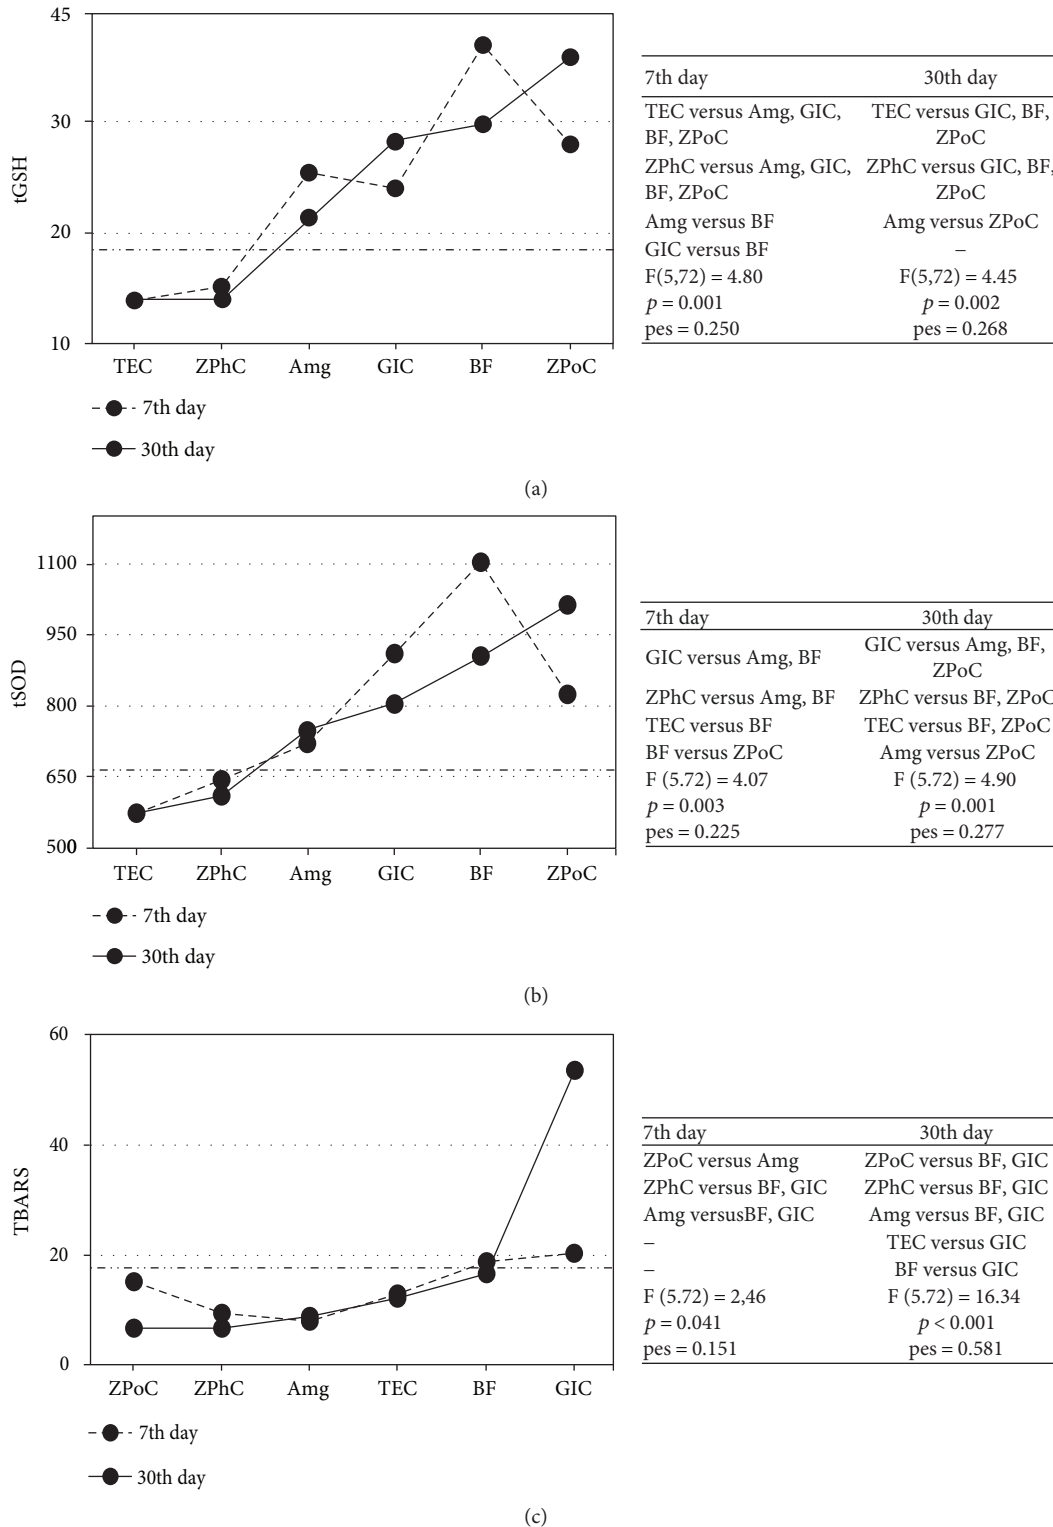 45
30
20
10
tGSH
TEC ZPhC Amg GIC BF ZPoC
7th day
30th day
7th day 30th day
TEC versus Amg, GIC, BF, ZPoC TEC versus GIC, BF, ZPoC
ZPhC versus Amg, GIC, BF, ZPoC ZPhC versus GIC, BF, ZPoC
Amg versus BF Amg versus ZPoC
GIC versus BF –
F(5,72) = 4.80 F(5,72) = 4.45
p = 0.001 p = 0.002
pes = 0.250 pes = 0.268
(a)
1100
950
800
650
500
tSOD
TEC ZPhC Amg GIC BF ZPoC
7th day
30th day
7th day 30th day
GIC versus Amg, BF GIC versus Amg, BF, ZPoC
ZPhC versus Amg, BF ZPhC versus BF, ZPoC
TEC versus BF TEC versus BF, ZPoC
BF versus ZPoC Amg versus ZPoC
F (5.72) = 4.07 F (5.72) = 4.90
p = 0.003 p = 0.001
pes = 0.225 pes = 0.277
(b)
60
40
20
0
TBARS
ZPoC ZPhC Amg TEC BF GIC
7th day
30th day
7th day 30th day
ZPoC versus Amg ZPoC versus BF, GIC
ZPhC versus BF, GIC ZPhC versus BF, GIC
Amg versusBF, GIC Amg versus BF, GIC
– TEC versus GIC
– BF versus GIC
F (5.72) = 2,46 F (5.72) = 16.34
p = 0.041 p < 0.001
pes = 0.151 pes = 0.581
(c)